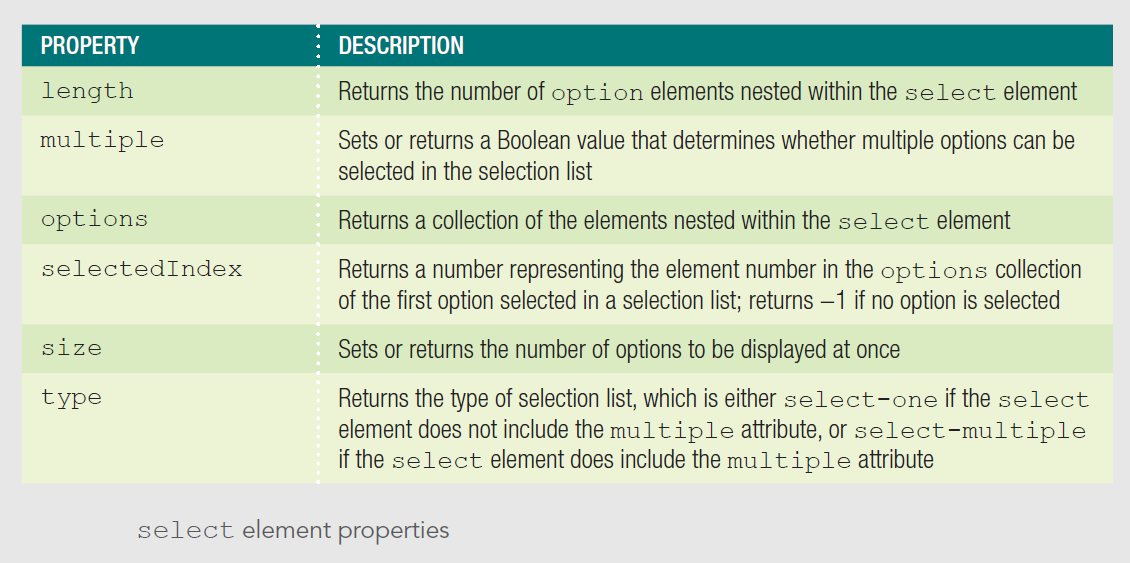 PROPERTY DESCRIPTION
length Returns the number of option elements nested within the select element
multiple Sets or returns a Boolean value that determines whether multiple options can be
selected in the selection list
options Returns a collection of the elements nested within the select element
selectedIndex Returns a number representing the element number in the options collection
of the first option selected in a selection list; returns –1 if no option is selected
size Sets or returns the number of options to be displayed at once
type Returns the type of selection list, which is either select-one if the select
element does not include the multiple attribute, or select-multiple
if the select element does include the multiple attribute
select element properties